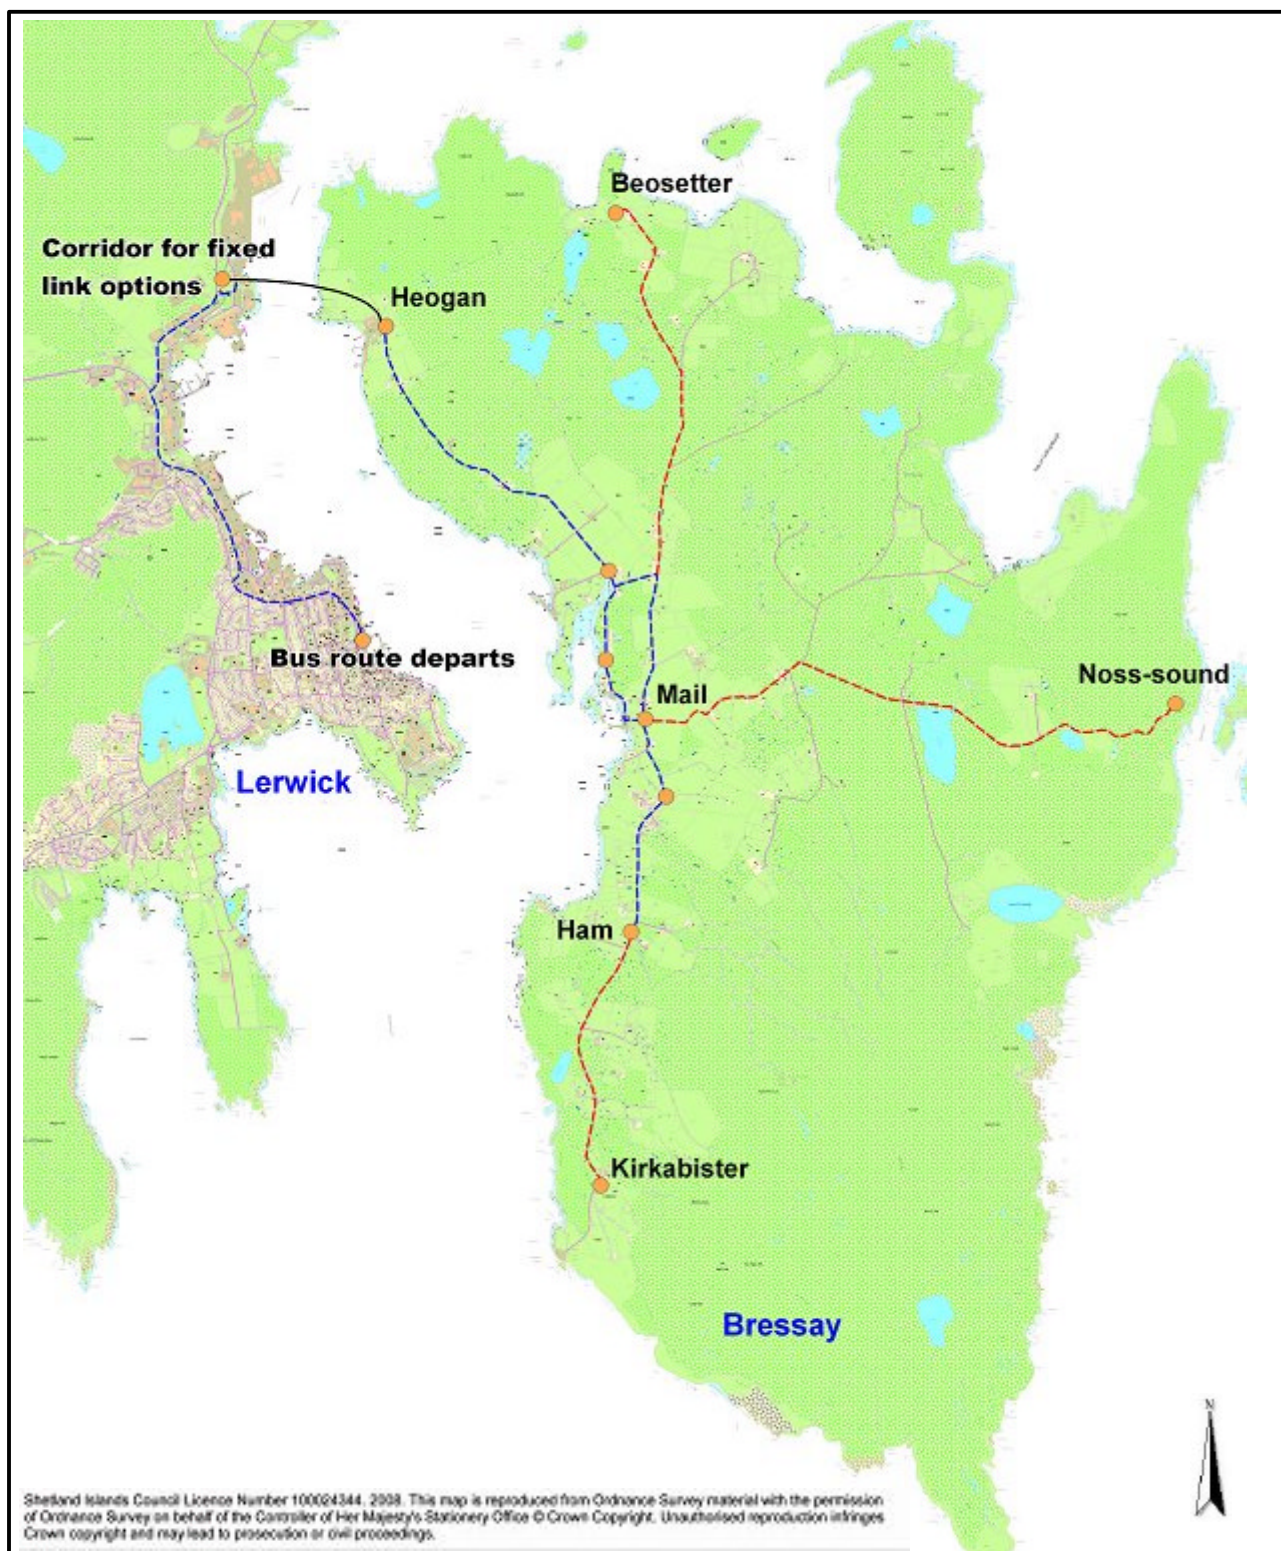 Beosetter
Corridor for fixed
link options
Heogan
Bus route departs
Mail
Noss-sound
Lerwick
Ham
Kirkabister
Bressay
N
Shetland Islands Council Licence Number 100024344, 2008. This map is reproduced from Ordnance Survey material with the permission
of Ordnance Survey on behalf of the Controller of Her Majesty's Stationery Office © Crown Copyright. Unauthorised reproduction infringes
Crown copyright and may lead to prosecution or civil proceedings.